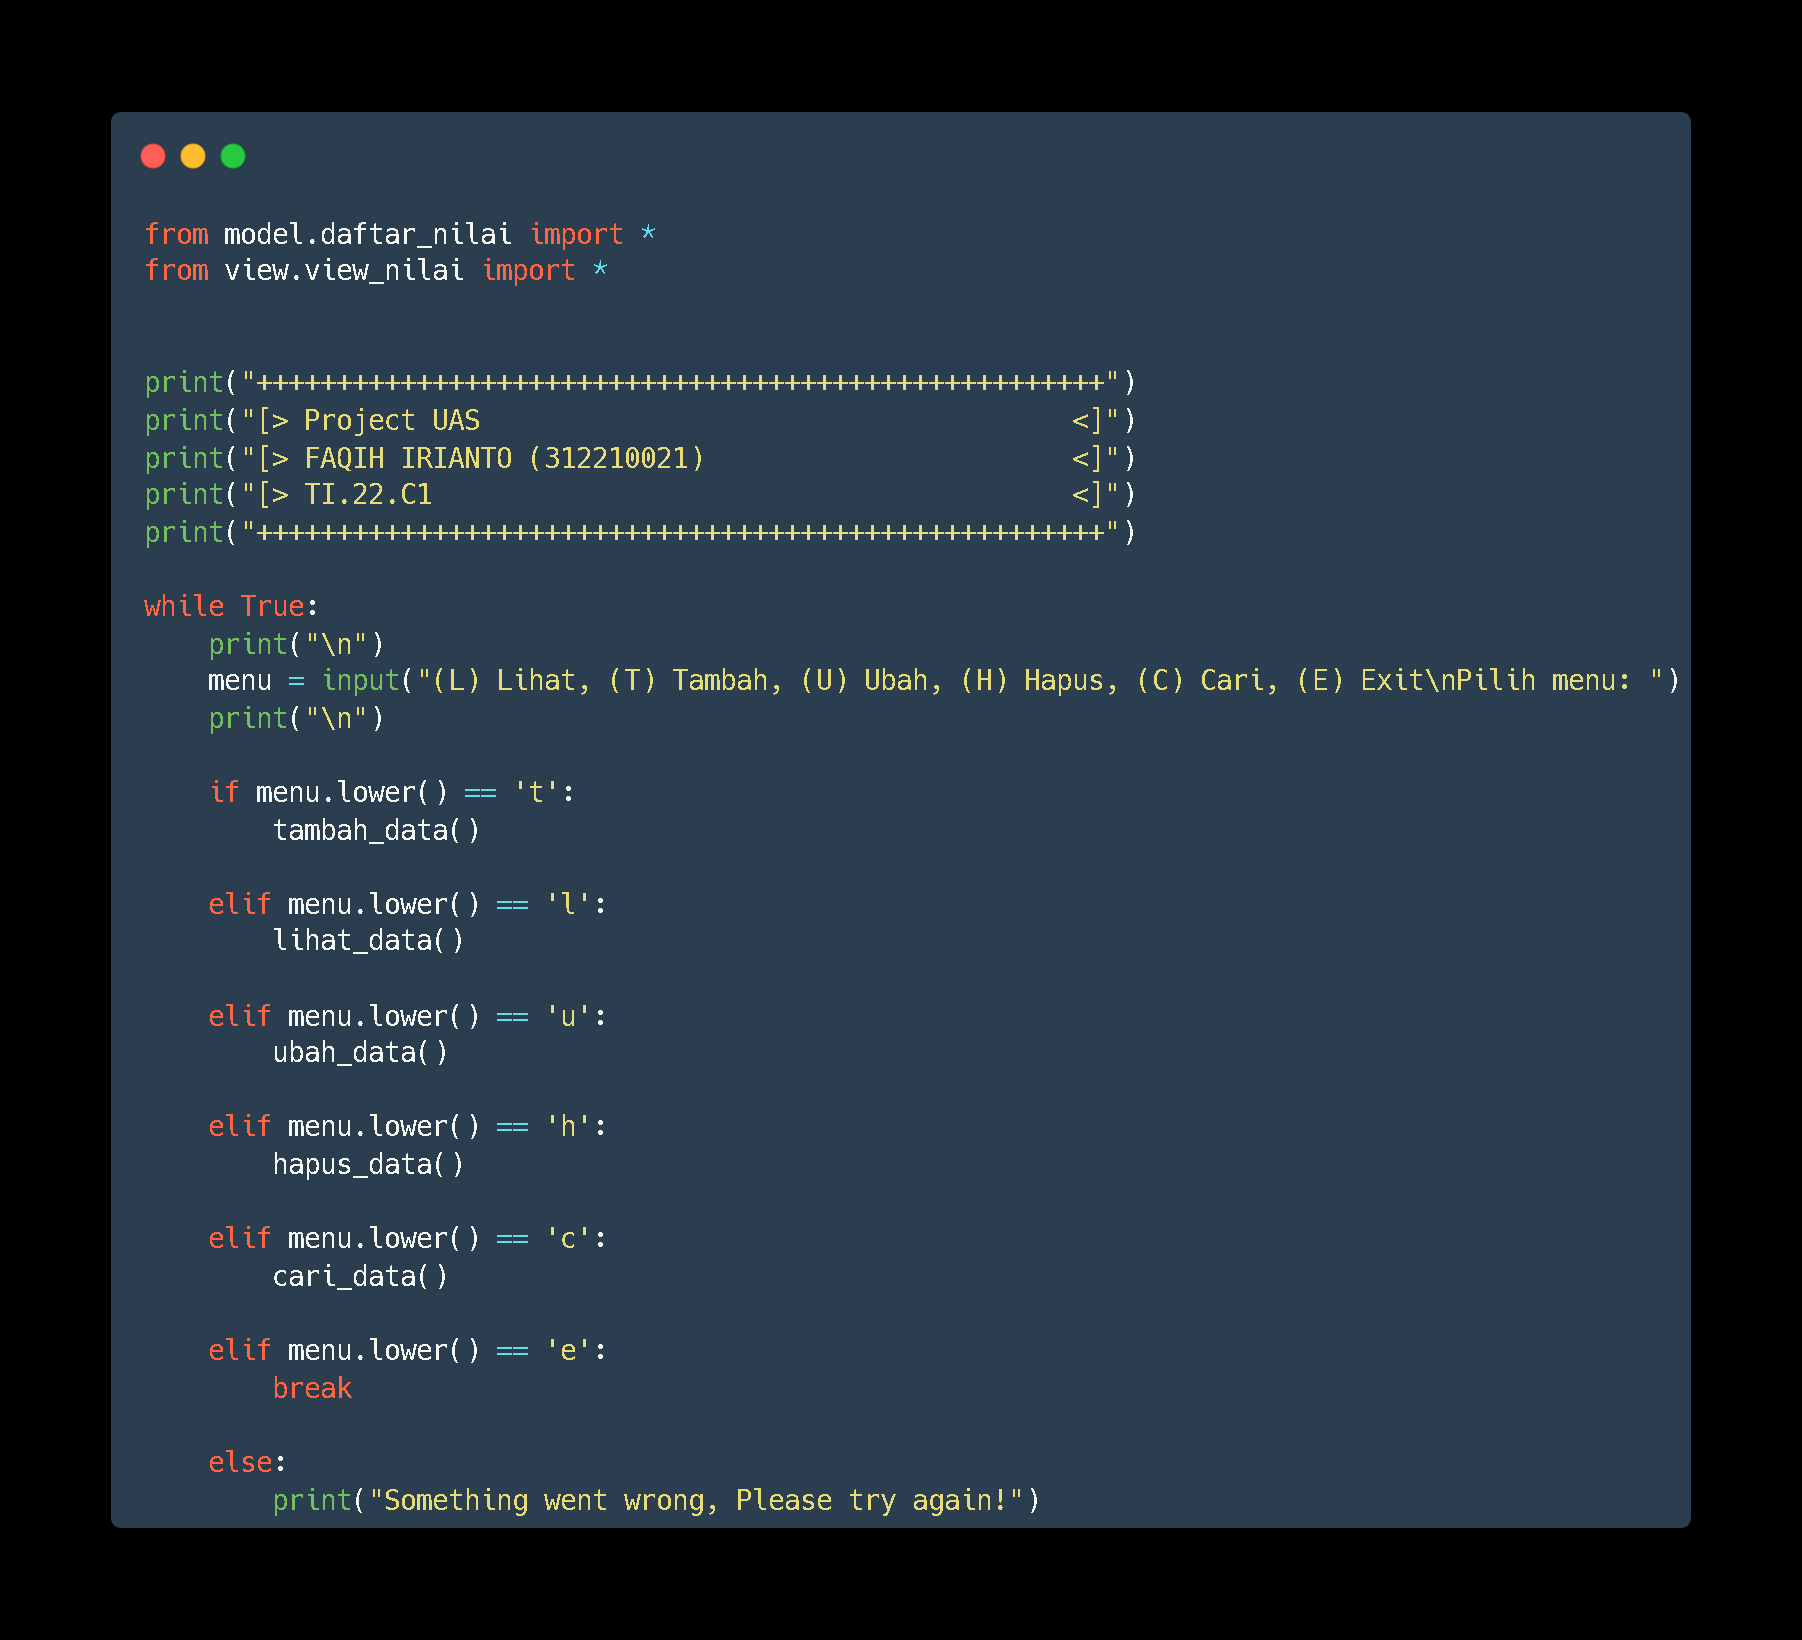 from model.daftar_nilai import *
from view.view_nilai import *
print("+++++++++++++++++++++++++++++++++++++++++++++++++++++")
print("[> Project UAS                                     <]")
print("[> FAQIH IRIANTO (312210021)                       <]")
print("[> TI.22.C1                                        <]")
print("+++++++++++++++++++++++++++++++++++++++++++++++++++++")
while True:
    print("\n")
    menu = input("(L) Lihat, (T) Tambah, (U) Ubah, (H) Hapus, (C) Cari, (E) Exit\nPilih menu: ")
    print("\n")
    if menu.lower() == 't':
        tambah_data()
    elif menu.lower() == 'l':
        lihat_data()
    elif menu.lower() == 'u':
        ubah_data()
    elif menu.lower() == 'h':
        hapus_data()
    elif menu.lower() == 'c':
        cari_data()
    elif menu.lower() == 'e':
        break
    else:
        print("Something went wrong, Please try again!")